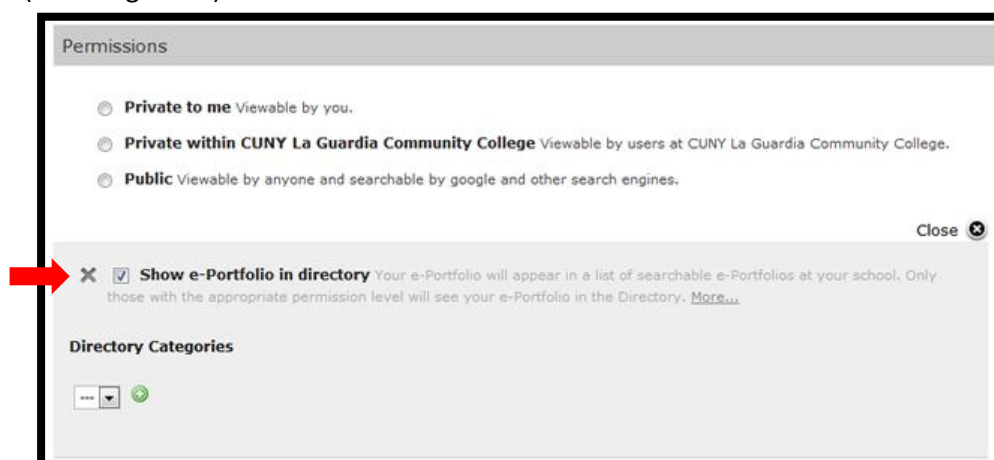 Permissions
Private to me Viewable by you.
Private within CUNY La Guardia Community College Viewable by users at CUNY La Guardia Community College.
Public Viewable by anyone and searchable by google and other search engines.
Close
Show e-Portfolio in directory Your e-Portfolio will appear in a list of searchable e-Portfolios at your school. Only
those with the appropriate permission level will see your e-Portfolio in the Directory. More...
Directory Categories
---